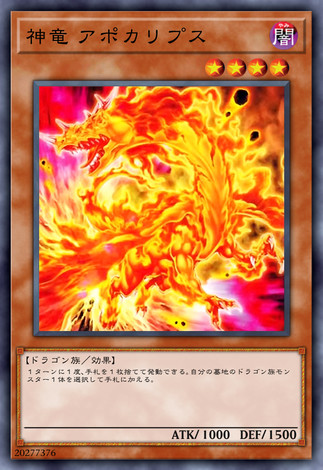 神竜 アポカリプス
闇
やみ
【ドラゴン族／効果】
1ターンに1度、手札を1枚捨てて発動できる。自分の墓地のドラゴン族モン
スター1体を選択して手札に加える。
ATK/ 1000 DEF/1500
20277376